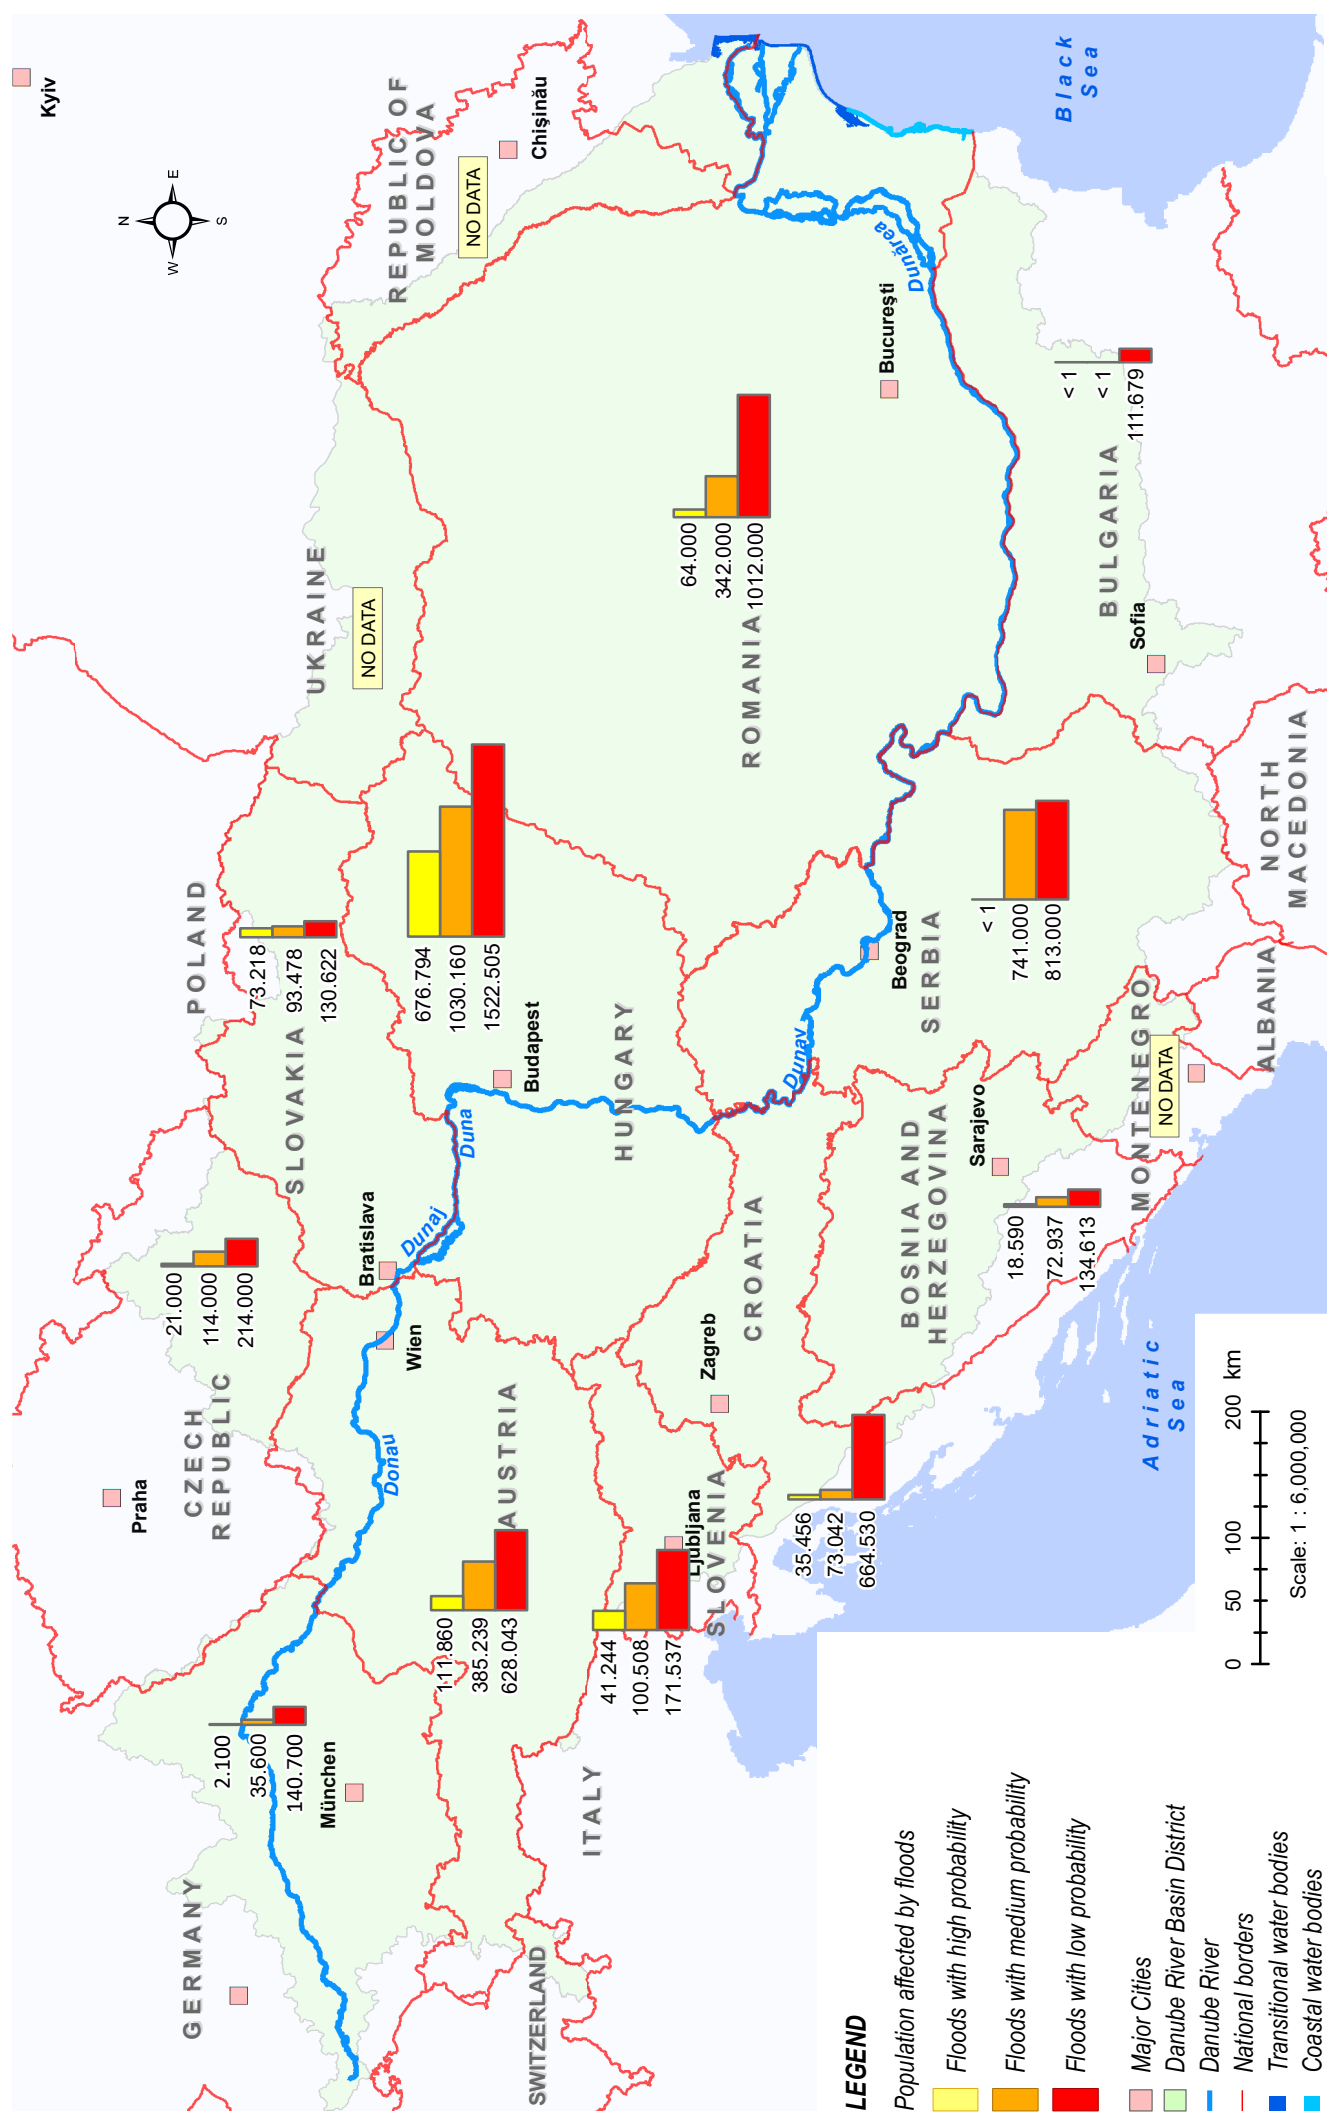 Kyiv
N
W
E
S
REPUBLIC OF
MOLDOVA
Chişinău
NO DATA
Black
Sea
UKRAINE
NO DATA
POLAND
73.218
93.478
130.622
SLOVAKIA
CZECH
REPUBLIC
21.000
114.000
214.000
Praha
GERMANY
2.100
35.600
140.700
München
Donau
Wien
Bratislava
Dunaj
Duna
Budapest
676.794
1030.160
1522.505
HUNGARY
ROMANIA
64.000
342.000
1012.000
Bucureşti
Dunărea
AUSTRIA
111.860
385.239
628.043
SWITZERLAND
ITALY
41.244
100.508
171.537
Ljubljana
SLOVENIA
Zagreb
CROATIA
35.456
73.042
664.530
BOSNIA AND
HERZEGOVINA
Sarajevo
18.590
72.937
134.613
Dunav
Beograd
SERBIA
< 1
741.000
813.000
BULGARIA
< 1
< 1
111.679
Sofia
MONTENEGRO
NO DATA
ALBANIA
NORTH
MACEDONIA
Adriatic
Sea
LEGEND
Population affected by floods
Floods with high probability
Floods with medium probability
Floods with low probability
Major Cities
Danube River Basin District
Danube River
National borders
Transitional water bodies
Coastal water bodies
0 50 100 200 km
Scale: 1 : 6,000,000